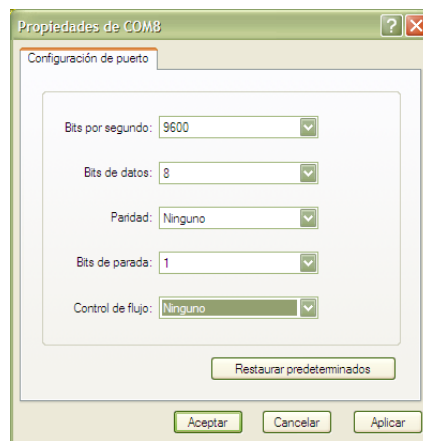 Propiedades de COM8
Configuración de puerto
Bits por segundo: 9600
Bits de datos: 8
Paridad: Ninguno
Bits de parada: 1
Control de flujo: Ninguno
Restaurar predeterminados
Aceptar Cancelar Aplicar